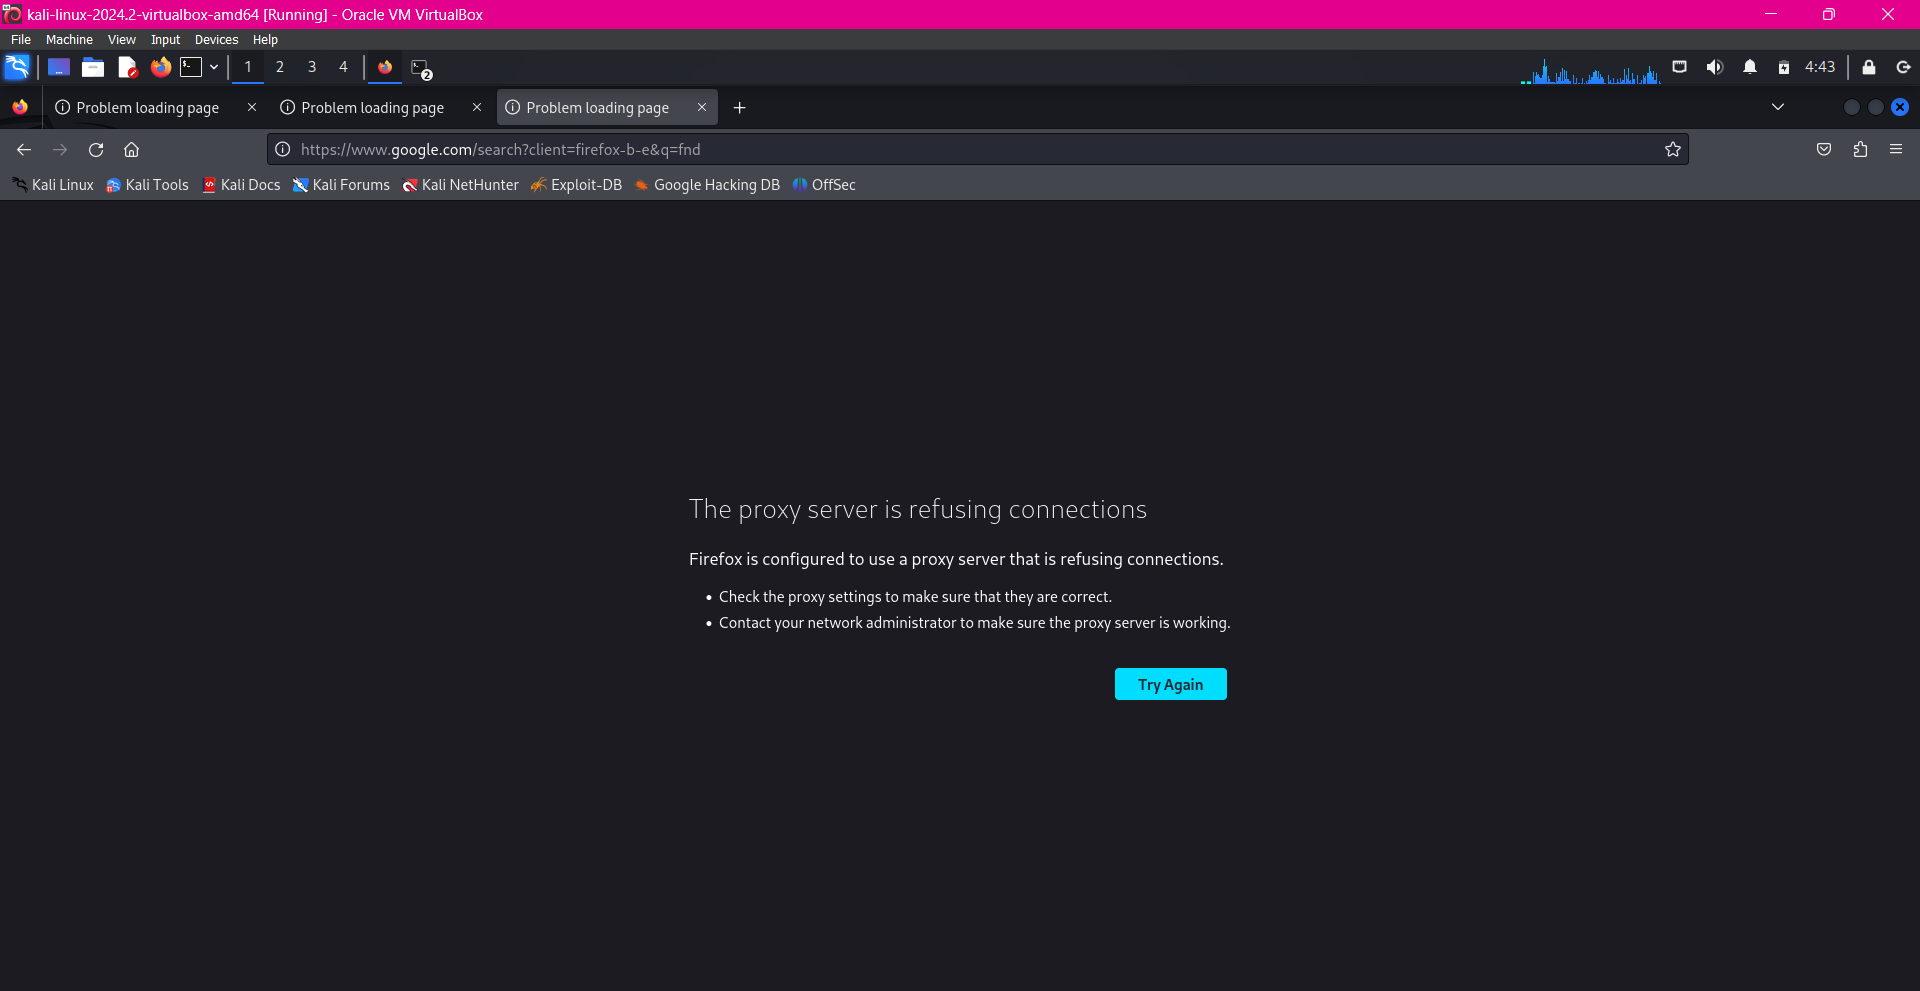 kali-linux-2024.2-virtualbox-amd64 [Running] - Oracle VM VirtualBox
File Machine View Input Devices Help
1 2 3 4 2 4:43
Problem loading page Problem loading page Problem loading page
https://www.google.com/search?client=firefox-b-e&q=fnd
Kali Linux Kali Tools Kali Docs Kali Forums Kali NetHunter Exploit-DB Google Hacking DB OffSec
The proxy server is refusing connections
Firefox is configured to use a proxy server that is refusing connections.
• Check the proxy settings to make sure that they are correct.
• Contact your network administrator to make sure the proxy server is working.
Try Again